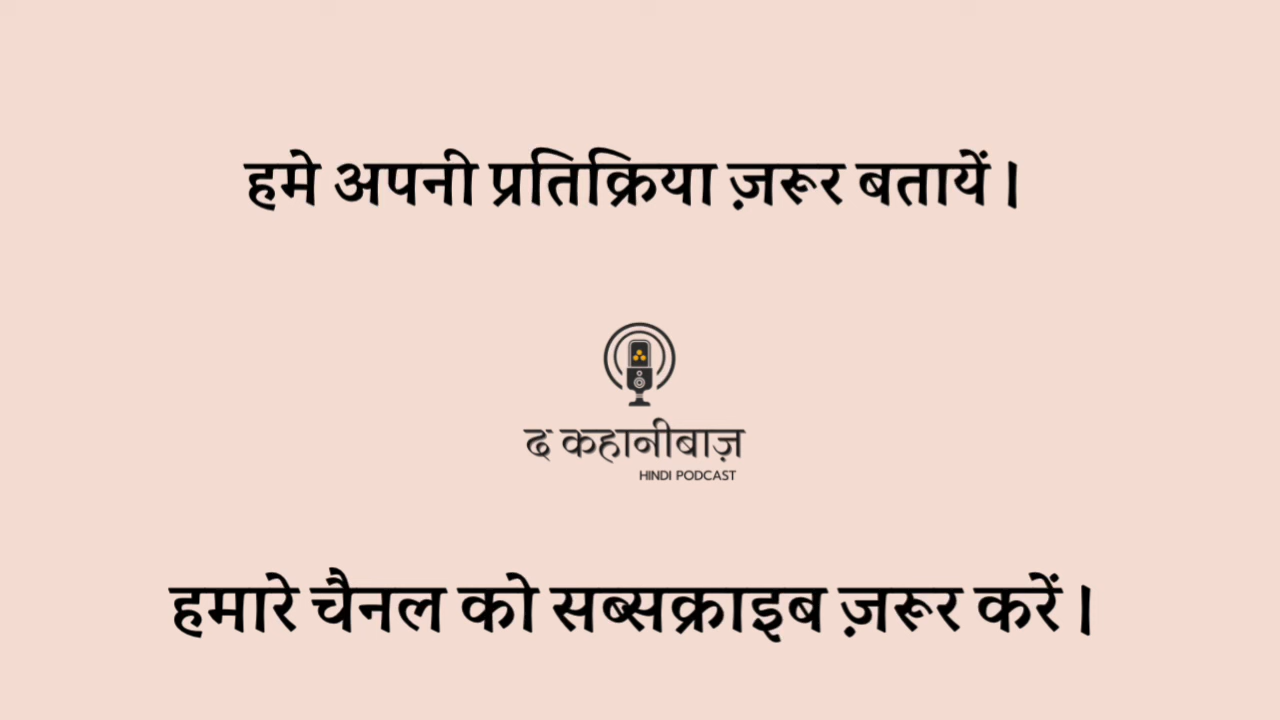 हमे अपनी प्रतिक्रिया ज़रूर बतायें।
द कहानीबाज़
HINDI PODCAST
हमारे चैनल को सब्सक्राइब ज़रूर करें।